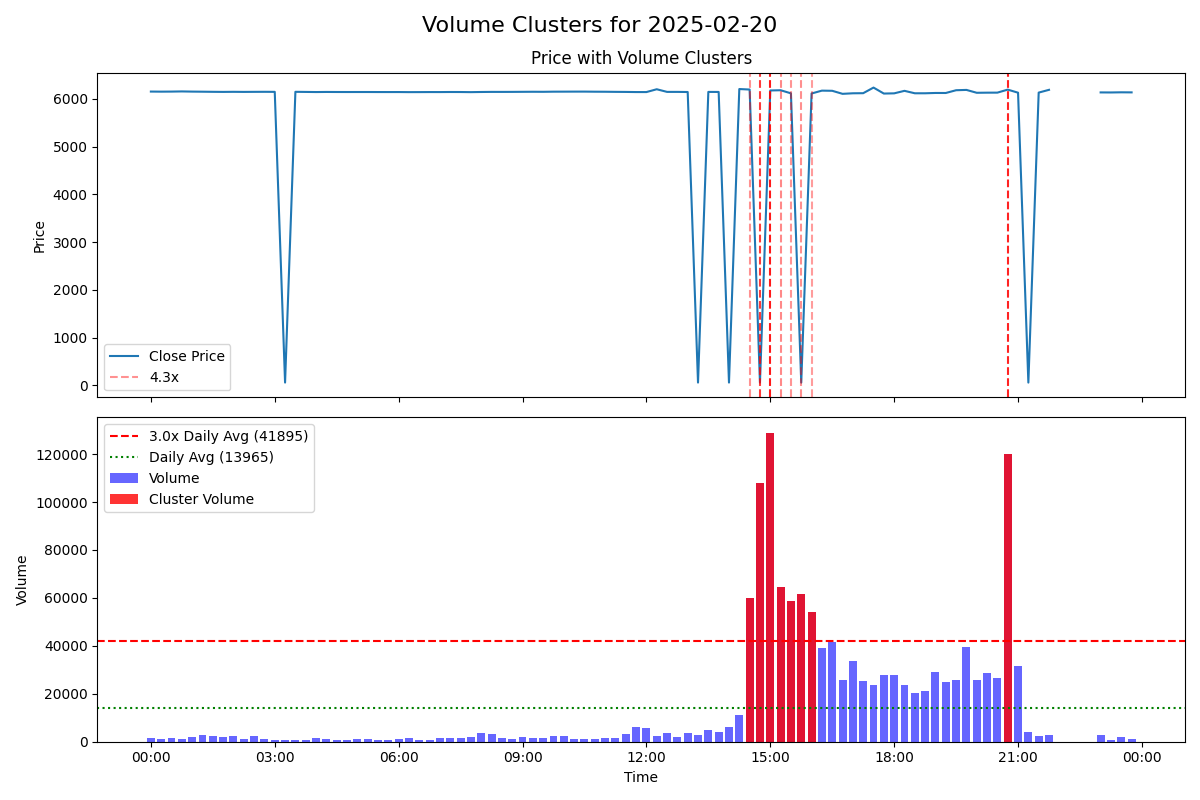 Volume Clusters for 2025-02-20
Price with Volume Clusters
Price
6000
5000
4000
3000
2000
1000
0
Close Price
4.3x
Volume
120000
100000
80000
60000
40000
20000
0
3.0x Daily Avg (41895)
Daily Avg (13965)
Volume
Cluster Volume
00:00
03:00
06:00
09:00
12:00
15:00
18:00
21:00
00:00
Time